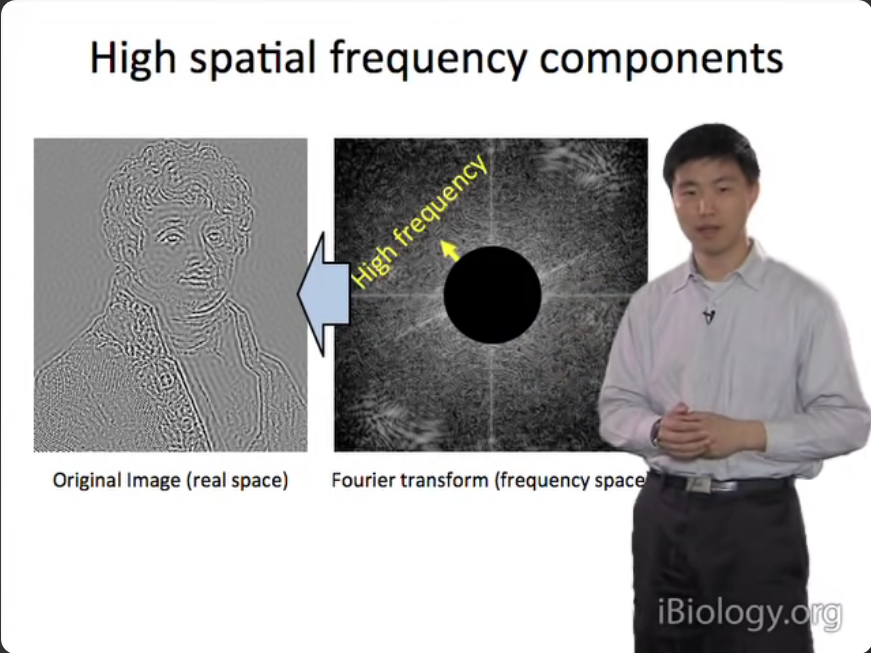 High spatial frequency components
High frequency
Original Image (real space)
Fourier transform (frequency space
iBiology.org